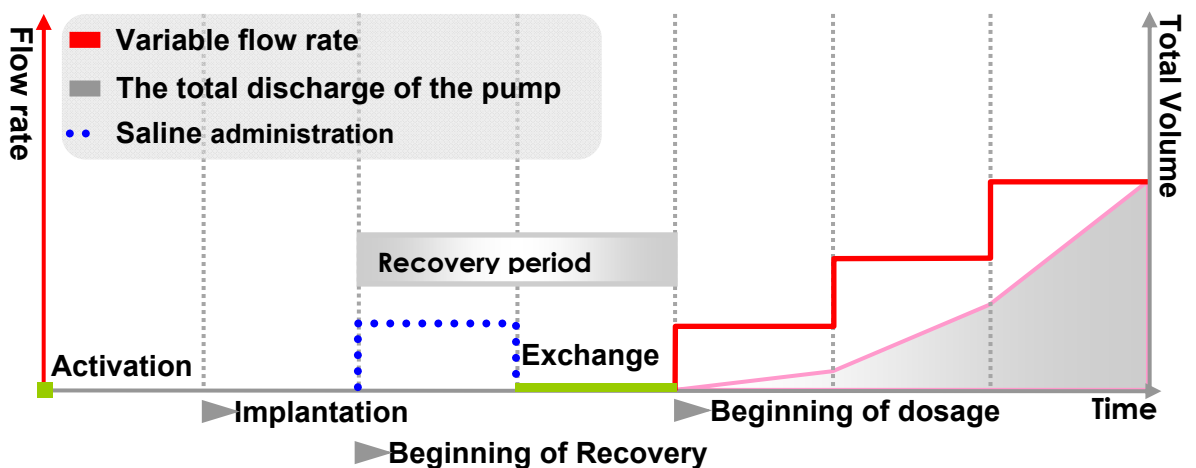 Flow rate
Variable flow rate
The total discharge of the pump
Saline administration
Total Volume
Recovery period
Activation
Exchange
Implantation
Beginning of dosage
Time
Beginning of Recovery